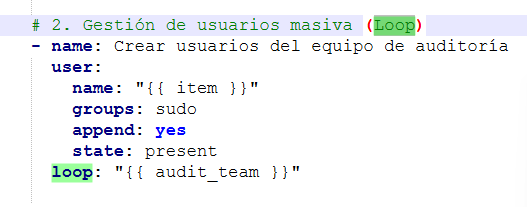 # 2. Gestión de usuarios masiva (Loop)
- name: Crear usuarios del equipo de auditoría
  user:
    name: "{{ item }}"
    groups: sudo
    append: yes
    state: present
  loop: "{{ audit_team }}"